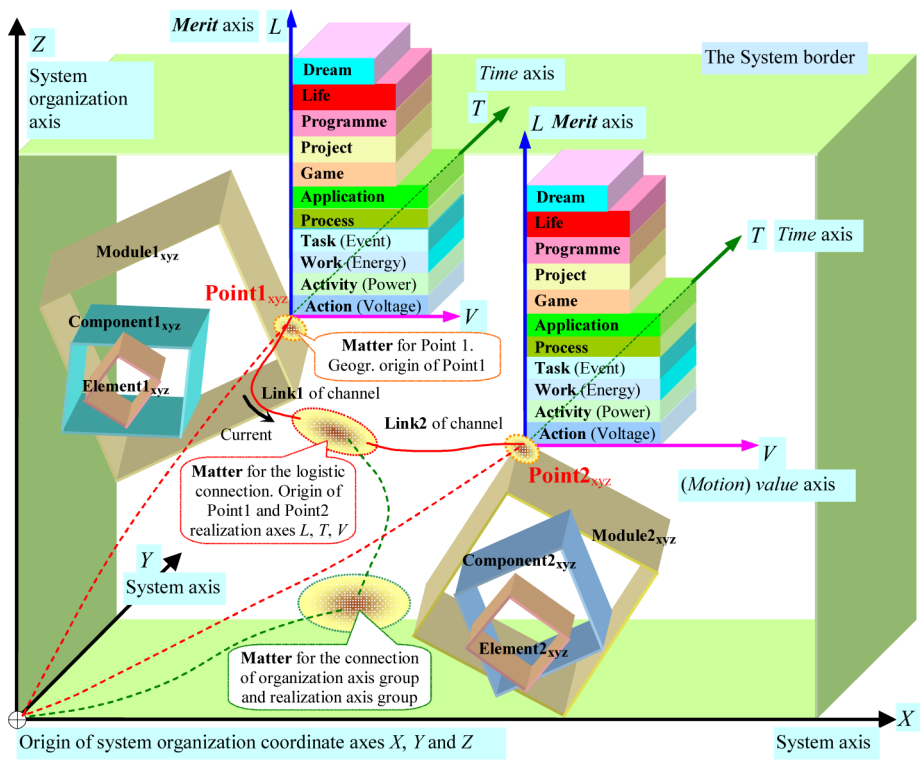 Merit axis L
Z
System
organization
axis
Time axis
T
The System border
Dream
Life
Programme
Project
Game
Application
Process
Task (Event)
Work (Energy)
Activity (Power)
Action (Voltage)
V
L Merit axis
T Time axis
Dream
Life
Programme
Project
Game
Application
Process
Task (Event)
Work (Energy)
Activity (Power)
Action (Voltage)
V
(Motion) value axis
Module1xyz
Point1xyz
Component1xyz
Element1xyz
Matter for Point 1.
Geogr. origin of Point1
Link1 of channel
Current
Link2 of channel
Matter for the logistic
connection. Origin of
Point1 and Point2
realization axes L, T, V
Point2xyz
Module2xyz
Component2xyz
Element2xyz
Y
System axis
Matter for the connection
of organization axis group
and realization axis group
X
Origin of system organization coordinate axes X, Y and Z
System axis